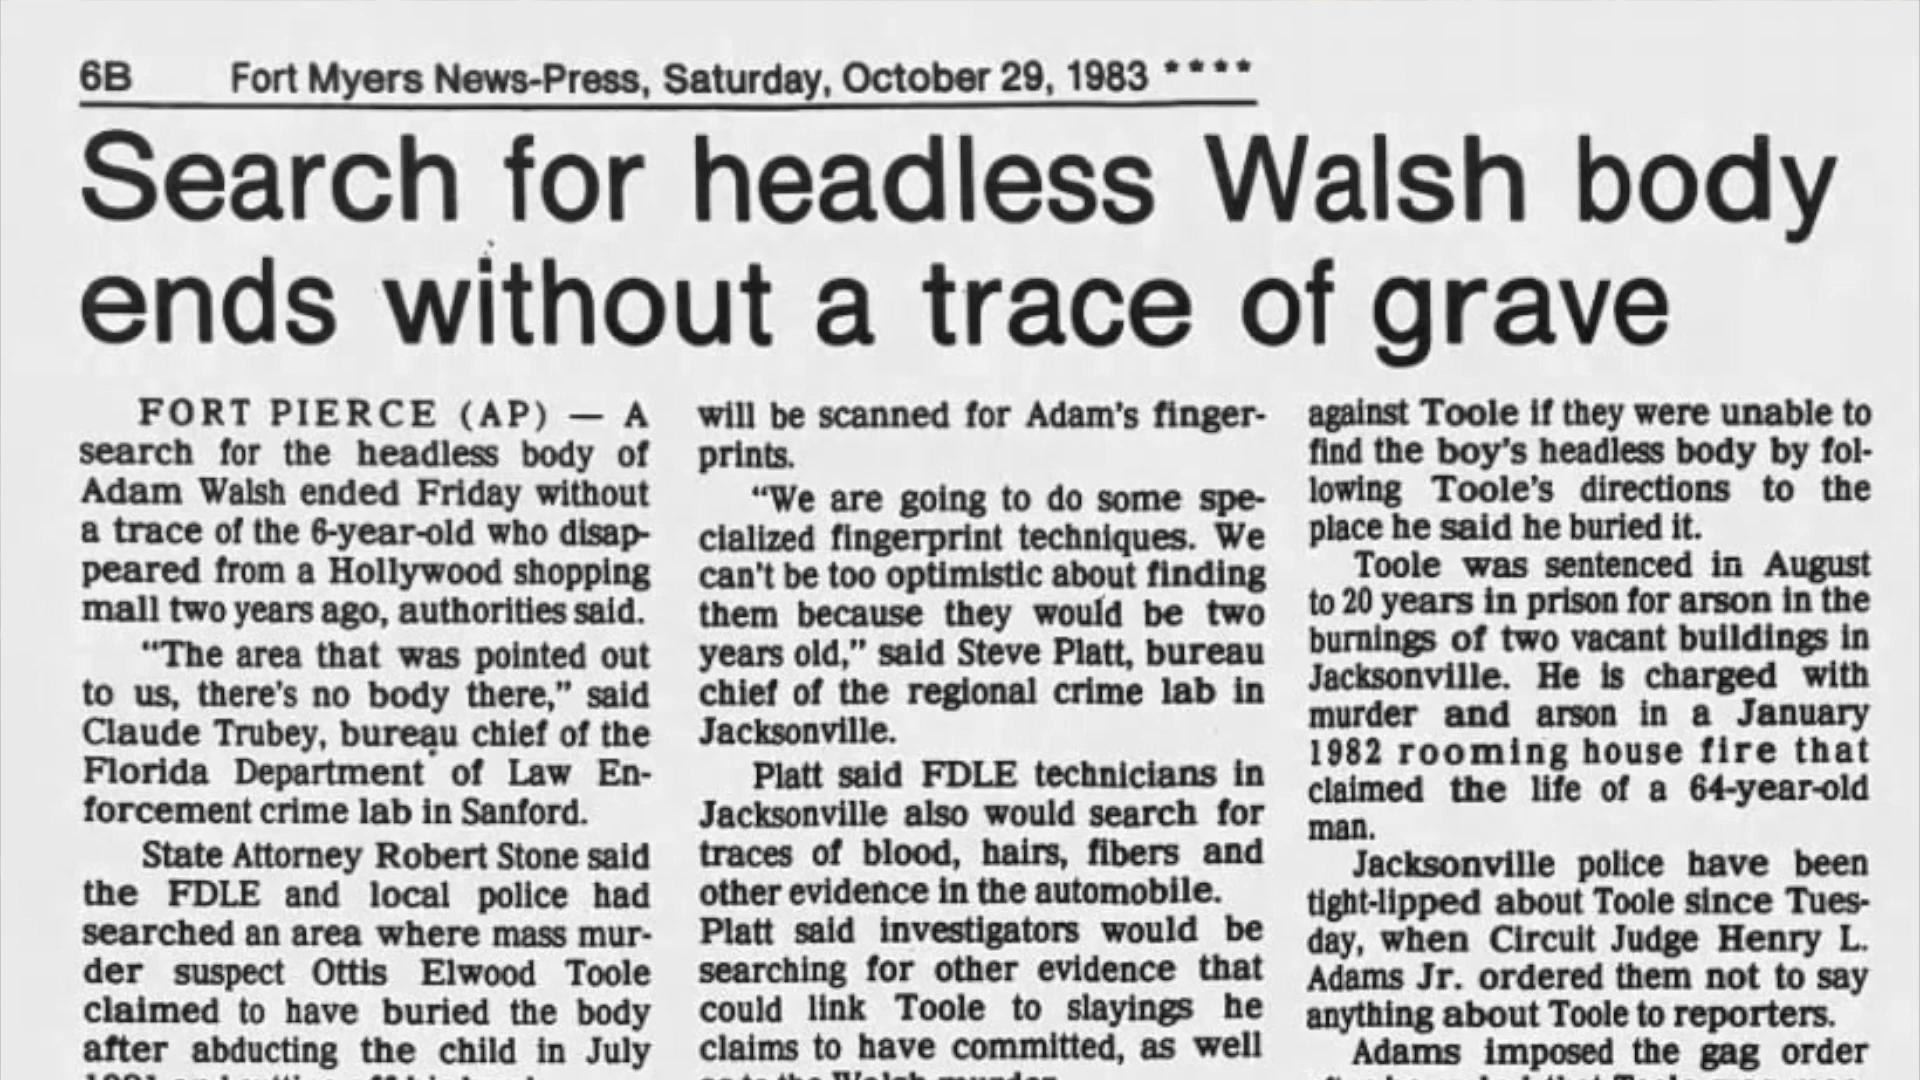 6B Fort Myers News-Press, Saturday, October 29, 1983 ****
Search for headless Walsh body
ends without a trace of grave
FORT PIERCE (AP) — A
search for the headless body of
Adam Walsh ended Friday without
a trace of the 6-year-old who disap-
peared from a Hollywood shopping
mall two years ago, authorities said.
“The area that was pointed out
to us, there's no body there,” said
Claude Trubey, bureau chief of the
Florida Department of Law En-
forcement crime lab in Sanford.
State Attorney Robert Stone said
the FDLE and local police had
searched an area where mass mur-
der suspect Ottis Elwood Toole
claimed to have buried the body
after abducting the child in July
will be scanned for Adam's finger-
prints.
“We are going to do some spe-
cialized fingerprint techniques. We
can't be too optimistic about finding
them because they would be two
years old,” said Steve Platt, bureau
chief of the regional crime lab in
Jacksonville.
Platt said FDLE technicians in
Jacksonville also would search for
traces of blood, hairs, fibers and
other evidence in the automobile.
Platt said investigators would be
searching for other evidence that
could link Toole to slayings he
claims to have committed, as well
against Toole if they were unable to
find the boy's headless body by fol-
lowing Toole's directions to the
place he said he buried it.
Toole was sentenced in August
to 20 years in prison for arson in the
burnings of two vacant buildings in
Jacksonville. He is charged with
murder and arson in a January
1982 rooming house fire that
claimed the life of a 64-year-old
man.
Jacksonville police have been
tight-lipped about Toole since Tues-
day, when Circuit Judge Henry L.
Adams Jr. ordered them not to say
anything about Toole to reporters.
Adams imposed the gag order